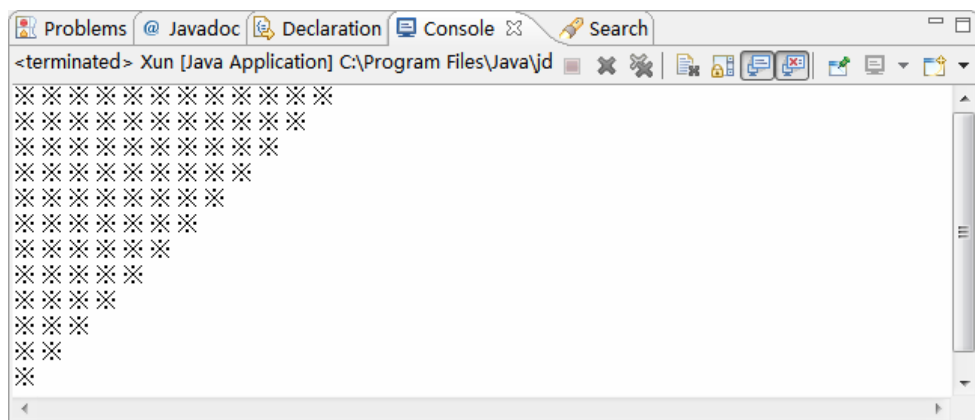 Problems @ Javadoc Declaration Console Search
<terminated> Xun [Java Application] C:\Program Files\Java\jd
※ ※ ※ ※ ※ ※ ※ ※ ※ ※ ※ ※
※ ※ ※ ※ ※ ※ ※ ※ ※ ※ ※
※ ※ ※ ※ ※ ※ ※ ※ ※ ※
※ ※ ※ ※ ※ ※ ※ ※ ※
※ ※ ※ ※ ※ ※ ※ ※
※ ※ ※ ※ ※ ※ ※
※ ※ ※ ※ ※ ※
※ ※ ※ ※ ※
※ ※ ※ ※
※ ※ ※
※ ※
※